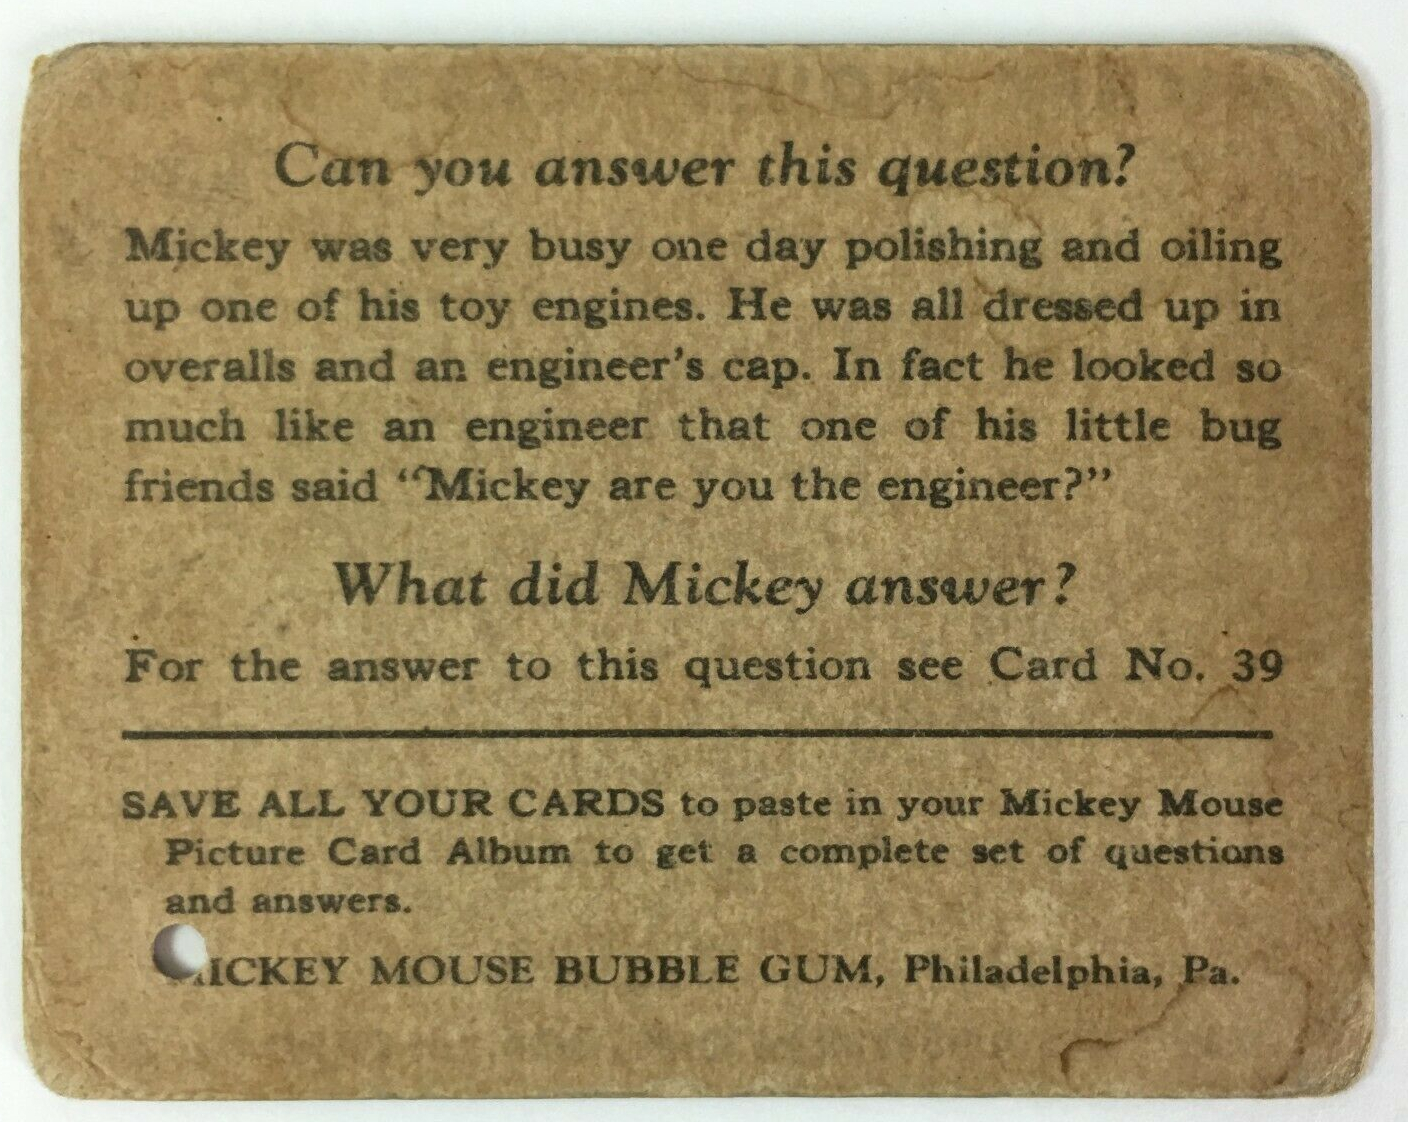 Can you answer this question?
Mickey was very busy one day polishing and oiling
up one of his toy engines. He was all dressed up in
overalls and an engineer's cap. In fact he looked so
much like an engineer that one of his little bug
friends said “Mickey are you the engineer?”
What did Mickey answer?
For the answer to this question see Card No. 39
SAVE ALL YOUR CARDS to paste in your Mickey Mouse
Picture Card Album to get a complete set of questions
and answers.
MICKEY MOUSE BUBBLE GUM, Philadelphia, Pa.